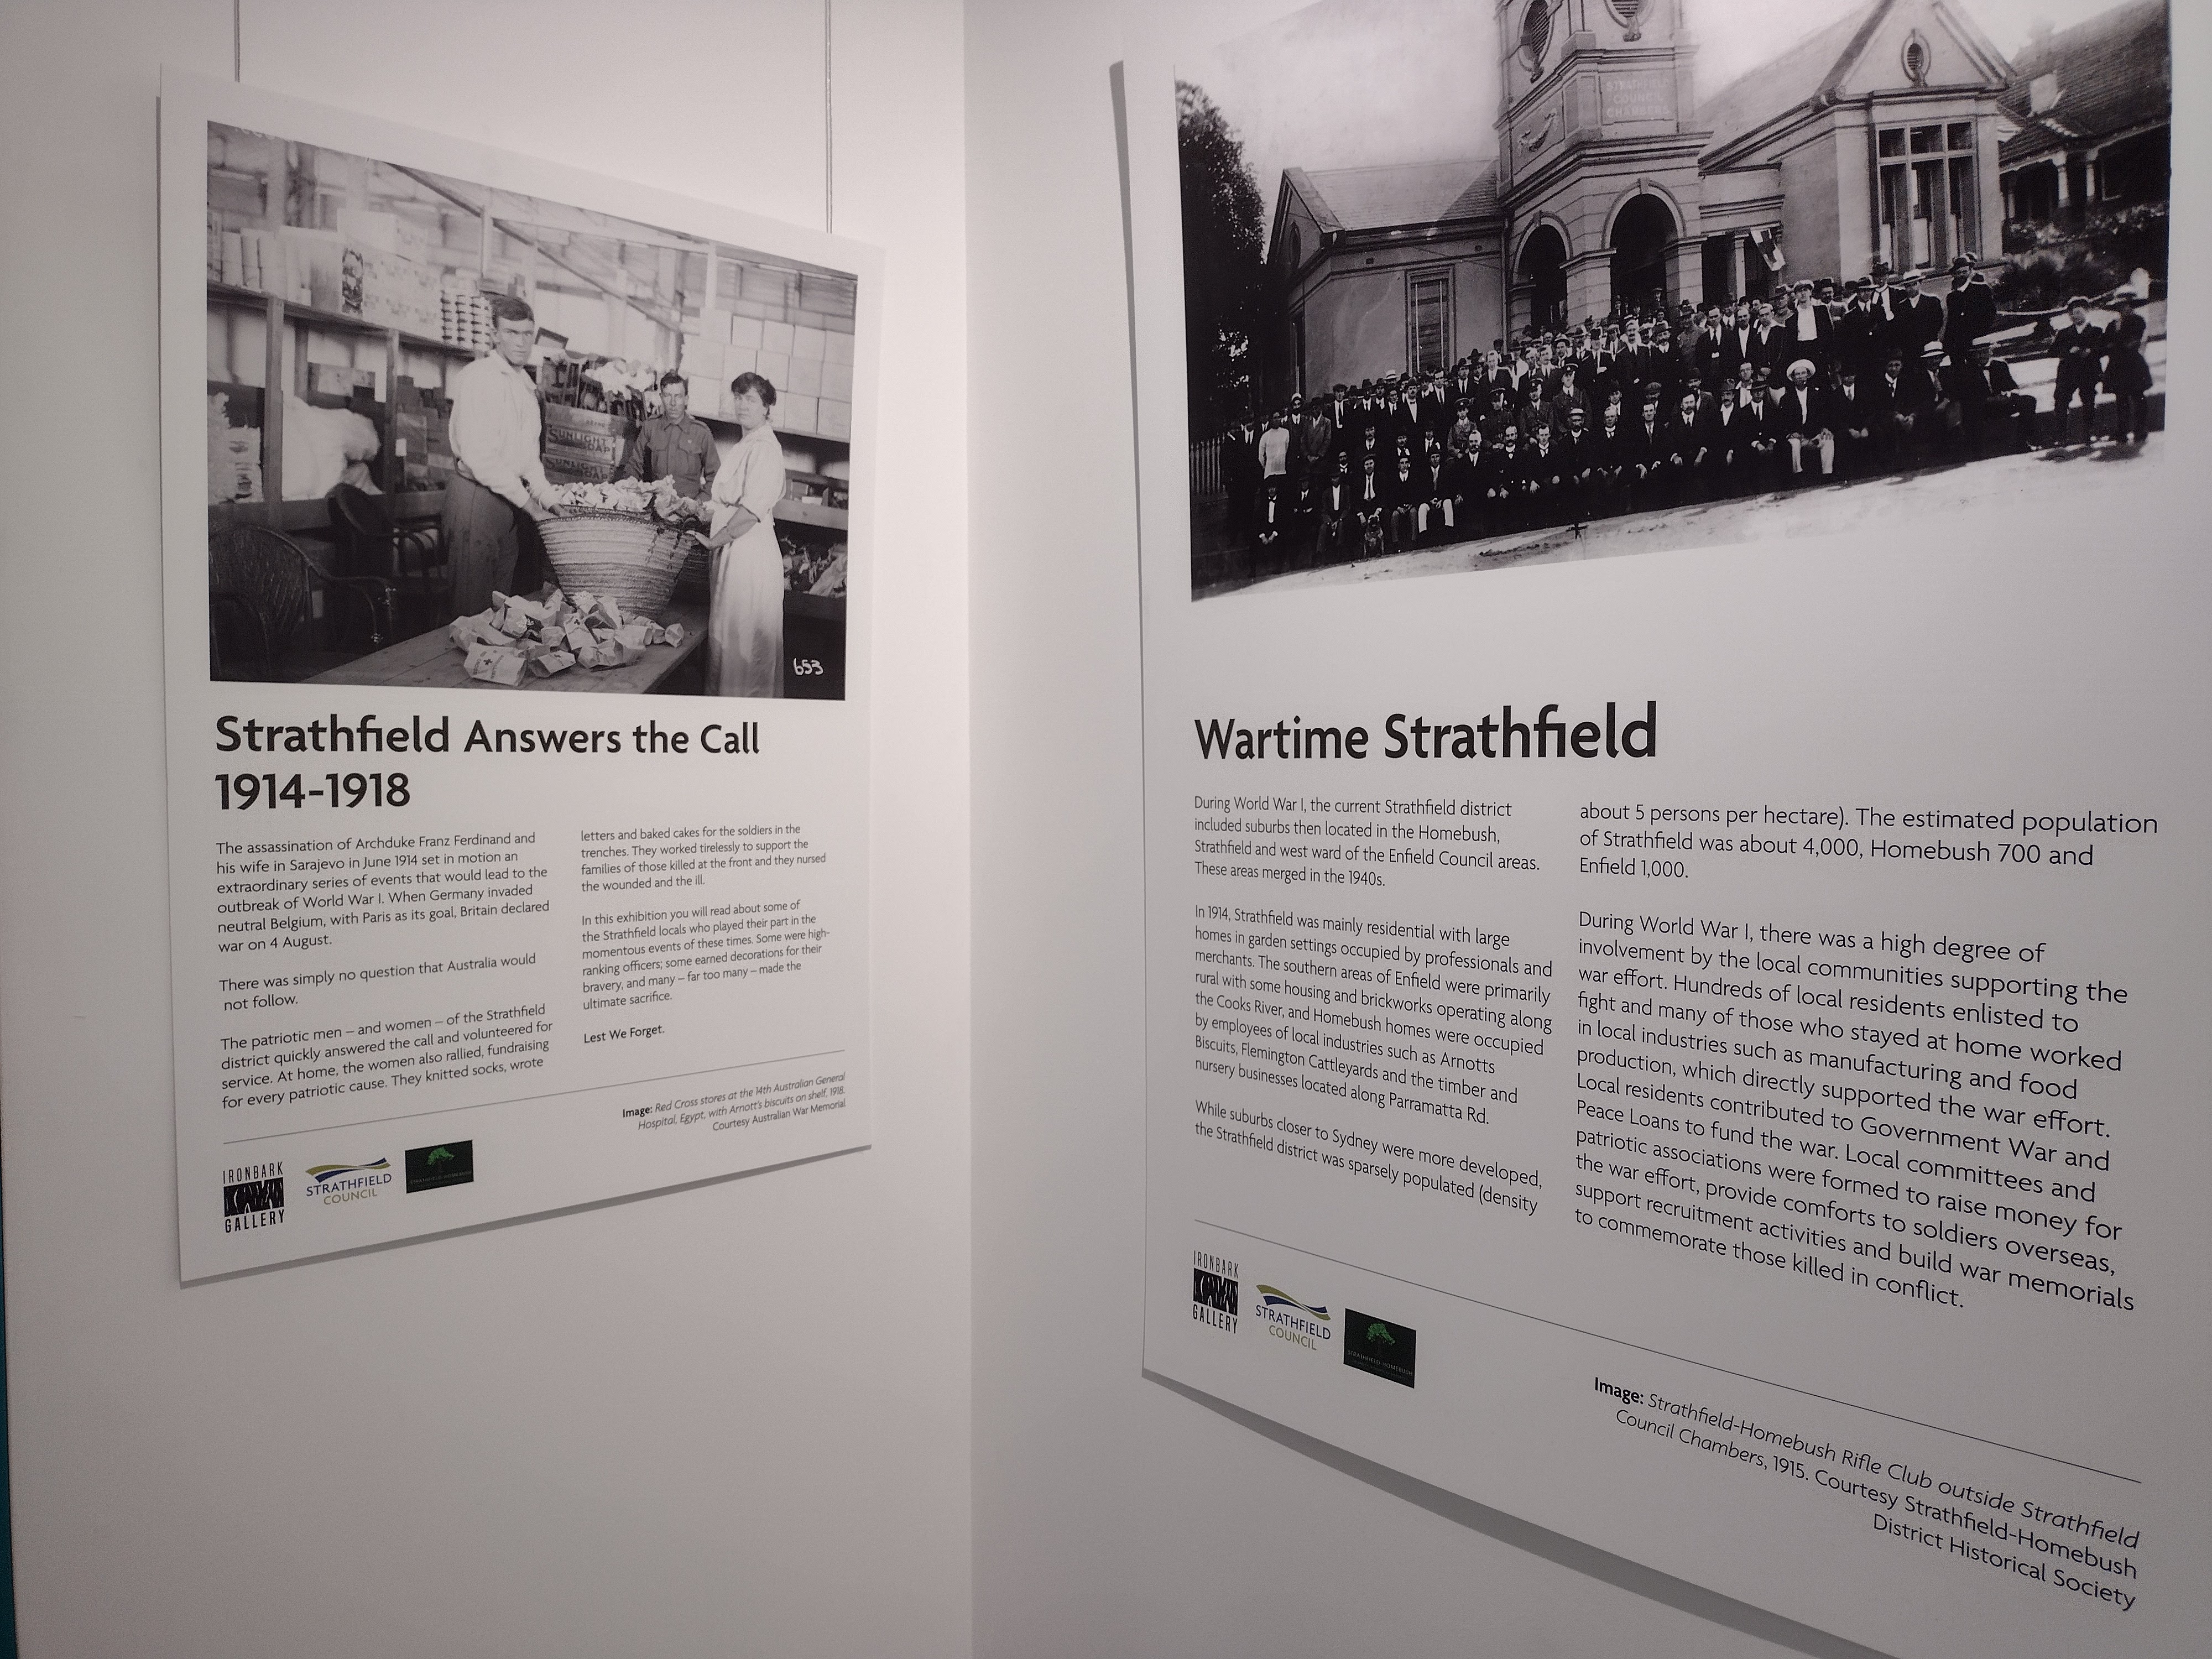 SUNLIGHT
SOAP
SUNLIGHT
SOAP
653
Strathfield Answers the Call
1914-1918
The assassination of Archduke Franz Ferdinand and
his wife in Sarajevo in June 1914 set in motion an
extraordinary series of events that would lead to the
outbreak of World War I. When Germany invaded
neutral Belgium, with Paris as its goal, Britain declared
war on 4 August.
There was simply no question that Australia would
not follow.
The patriotic men – and women – of the Strathfield
district quickly answered the call and volunteered for
service. At home, the women also rallied, fundraising
for every patriotic cause. They knitted socks, wrote
letters and baked cakes for the soldiers in the
trenches. They worked tirelessly to support the
families of those killed at the front and they nursed
the wounded and the ill.
In this exhibition you will read about some of
the Strathfield locals who played their part in the
momentous events of these times. Some were high-
ranking officers; some earned decorations for their
bravery, and many – far too many – made the
ultimate sacrifice.
Lest We Forget.
Image: Red Cross stores at the 14th Australian General
Hospital, Egypt, with Arnott's biscuits on shelf, 1918.
Courtesy Australian War Memorial
IRONBARK
GALLERY
STRATHFIELD
COUNCIL
STRATHFIELD-HOMEBUSH
STRATHFIELD
COUNCIL
CHAMBERS
Wartime Strathfield
During World War I, the current Strathfield district
included suburbs then located in the Homebush,
Strathfield and west ward of the Enfield Council areas.
These areas merged in the 1940s.
In 1914, Strathfield was mainly residential with large
homes in garden settings occupied by professionals and
merchants. The southern areas of Enfield were primarily
rural with some housing and brickworks operating along
the Cooks River, and Homebush homes were occupied
by employees of local industries such as Arnotts
Biscuits, Flemington Cattleyards and the timber and
nursery businesses located along Parramatta Rd.
While suburbs closer to Sydney were more developed,
the Strathfield district was sparsely populated (density
about 5 persons per hectare). The estimated population
of Strathfield was about 4,000, Homebush 700 and
Enfield 1,000.
During World War I, there was a high degree of
involvement by the local communities supporting the
war effort. Hundreds of local residents enlisted to
fight and many of those who stayed at home worked
in local industries such as manufacturing and food
production, which directly supported the war effort.
Local residents contributed to Government War and
Peace Loans to fund the war. Local committees and
patriotic associations were formed to raise money for
the war effort, provide comforts to soldiers overseas,
support recruitment activities and build war memorials
to commemorate those killed in conflict.
IRONBARK
GALLERY
STRATHFIELD
COUNCIL
STRATHFIELD-HOMEBUSH
Image: Strathfield-Homebush Rifle Club outside Strathfield
Council Chambers, 1915. Courtesy Strathfield-Homebush
District Historical Society